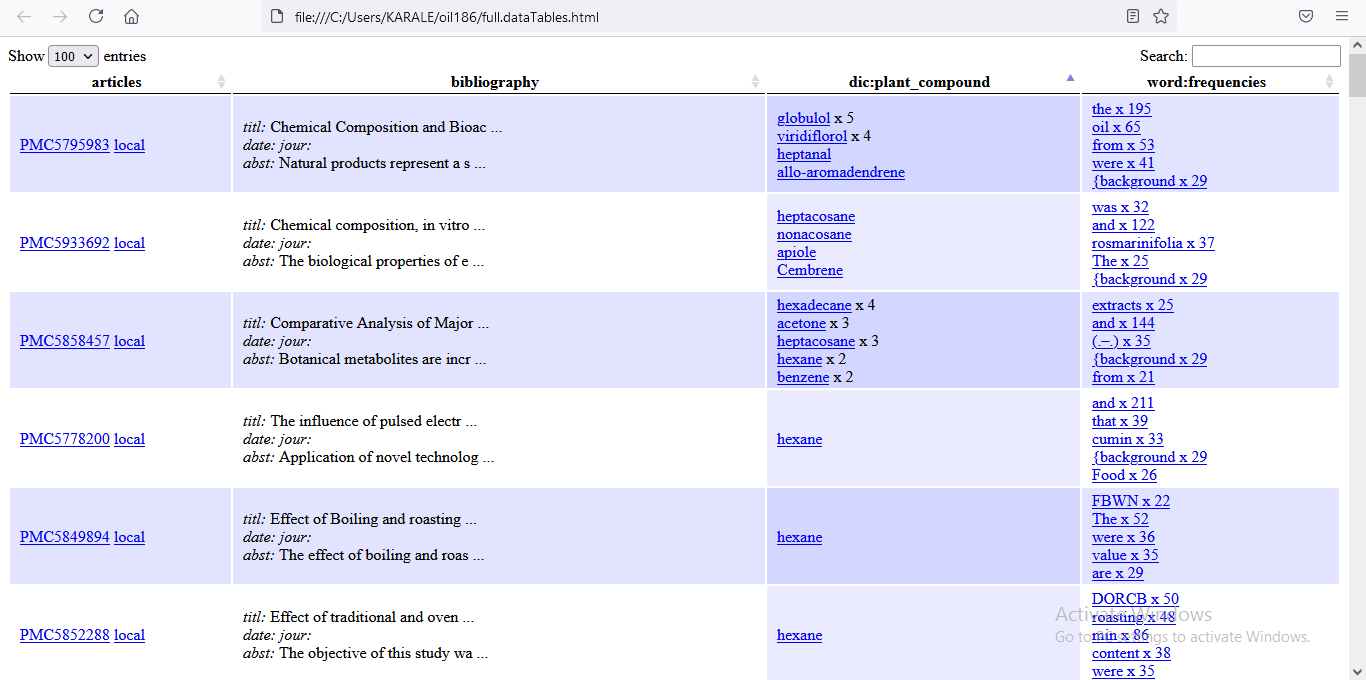 file:///C:/Users/KARALE/oil186/full.dataTables.html
Show 100 entries
Search:
articles bibliography dic:plant_compound word:frequencies
PMC5795983 local
titl: Chemical Composition and Bioac ...
date: jour:
abst: Natural products represent a s ...
globulol x 5
viridiflorol x 4
heptanal
allo-aromadendrene
the x 195
oil x 65
from x 53
were x 41
{background x 29
PMC5933692 local
titl: Chemical composition, in vitro ...
date: jour:
abst: The biological properties of e ...
heptacosane
nonacosane
apiole
Cembrene
was x 32
and x 122
rosmarinifolia x 37
The x 25
{background x 29
PMC5858457 local
titl: Comparative Analysis of Major ...
date: jour:
abst: Botanical metabolites are incr ...
hexadecane x 4
acetone x 3
heptacosane x 3
hexane x 2
benzene x 2
extracts x 25
and x 144
(.–.) x 35
{background x 29
from x 21
PMC5778200 local
titl: The influence of pulsed electr ...
date: jour:
abst: Application of novel technolog ...
hexane
and x 211
that x 39
cumin x 33
{background x 29
Food x 26
PMC5849894 local
titl: Effect of Boiling and roasting ...
date: jour:
abst: The effect of boiling and roas ...
hexane
FBWN x 22
The x 52
were x 36
value x 35
are x 29
PMC5852288 local
titl: Effect of traditional and oven ...
date: jour:
abst: The objective of this study wa ...
hexane
DORCB x 50
roasting x 48
min x 86
content x 38
were x 35
Activate Windows
Go to PC settings to activate Windows.